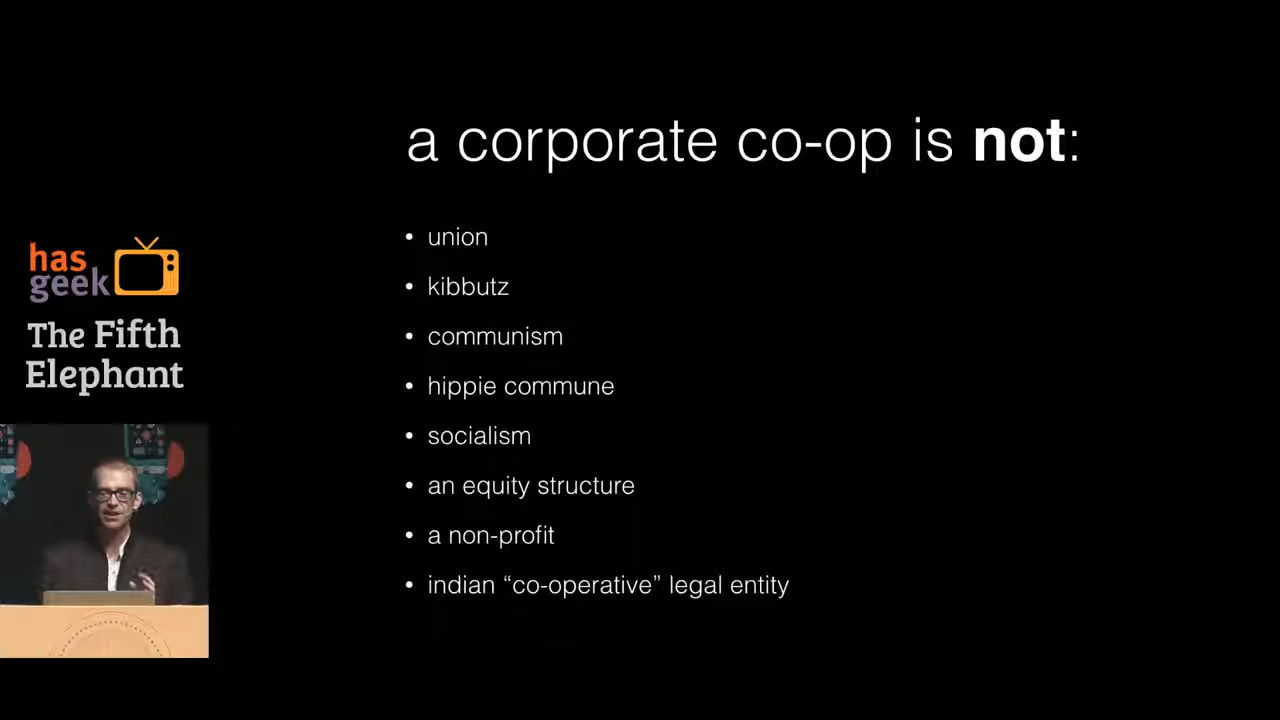 a corporate co-op is not:
• union
• kibbutz
• communism
• hippie commune
• socialism
• an equity structure
• a non-profit
• indian “co-operative” legal entity
has
geek
The Fifth
Elephant